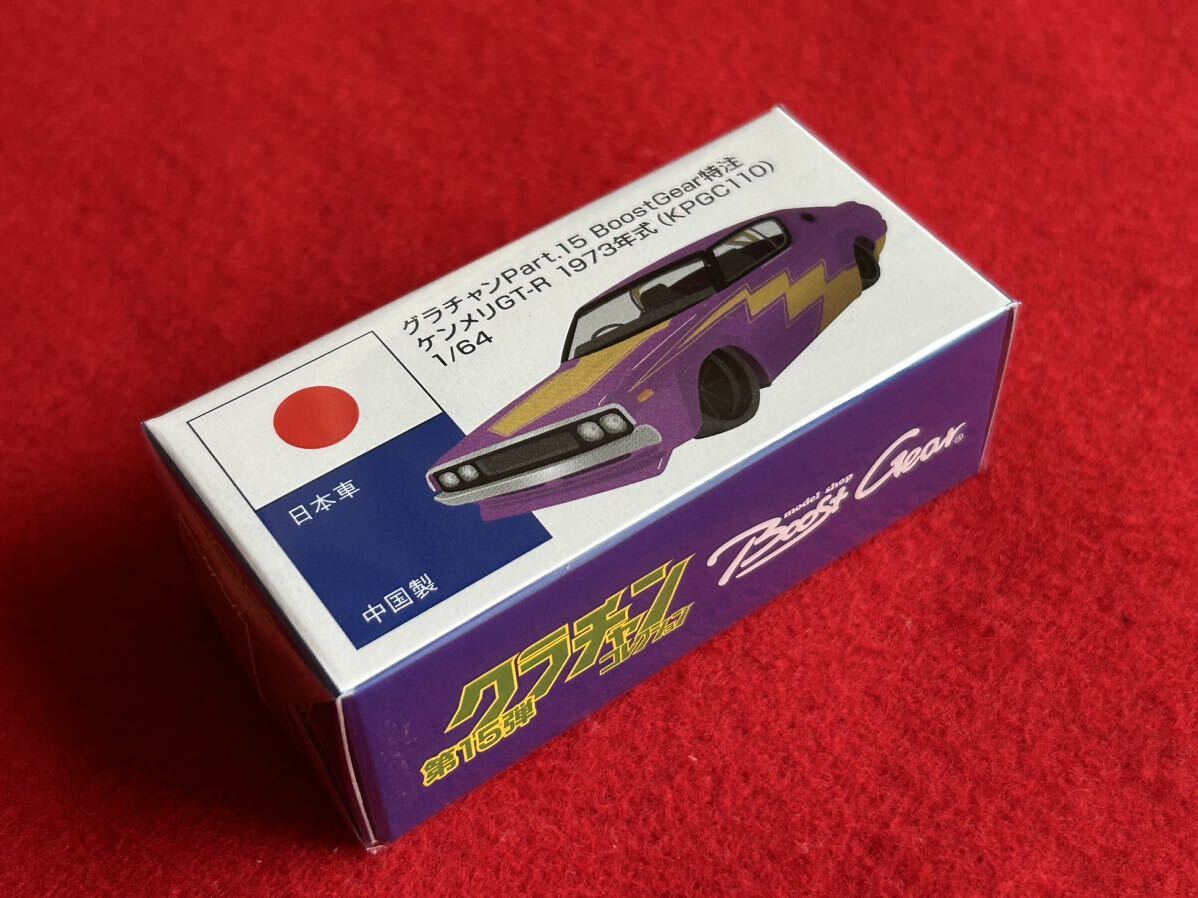 グラチャンPart.15 BoostGear特注
ケンメリGT-R 1973年式(KPGC110)
1/64
日本車
中国製
グラチャン
コレクション
第15弾
model shop
Boost Gear®